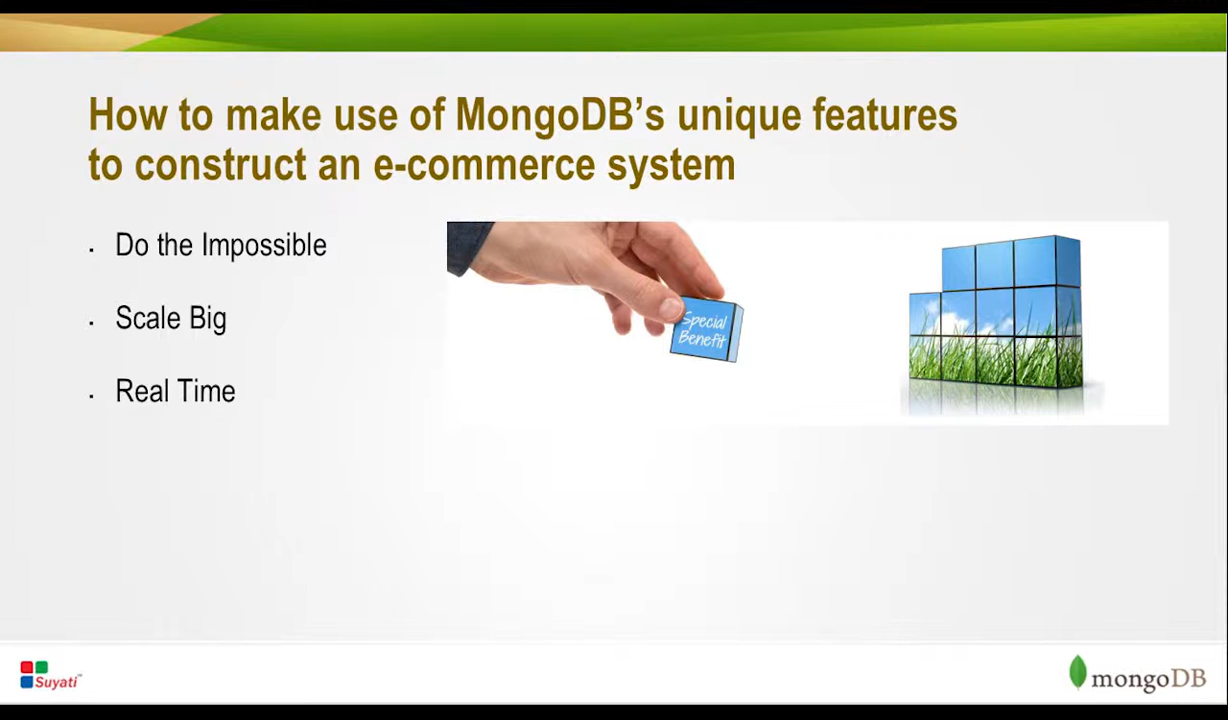 How to make use of MongoDB’s unique features
to construct an e-commerce system
▪ Do the Impossible
▪ Scale Big
▪ Real Time
Special
Benefit
Suyati™
mongoDB